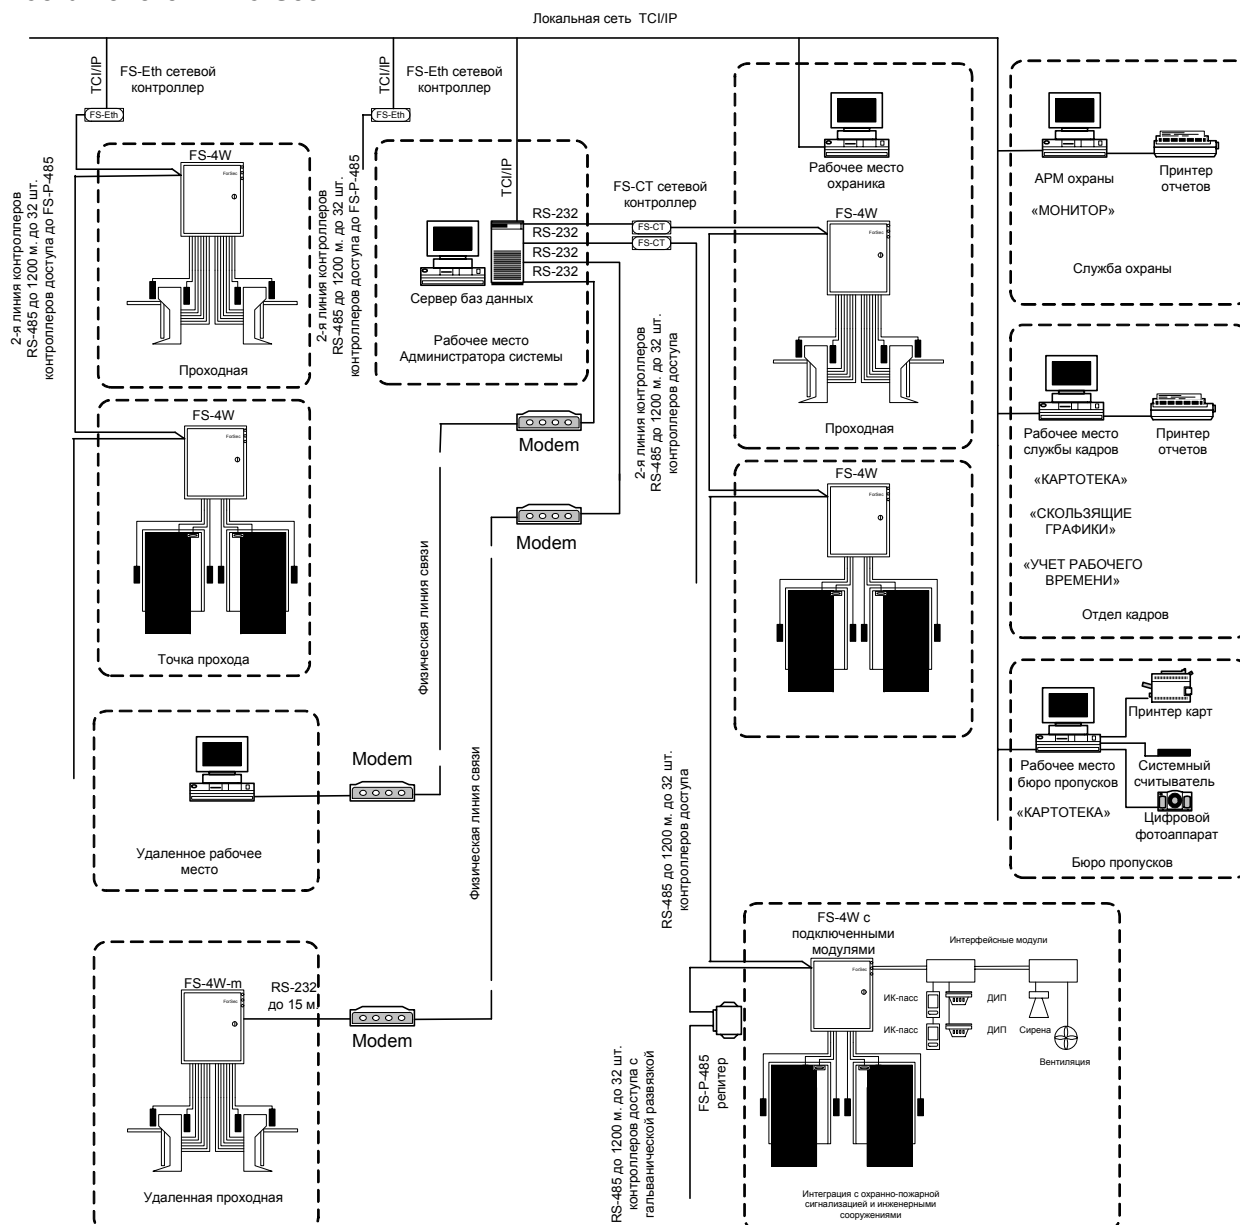 Локальная сеть TCI/IP
TCI/IP
FS-Eth сетевой
контроллер
FS-Eth
TCI/IP
FS-Eth сетевой
контроллер
FS-Eth
2-я линия контроллеров
RS-485 до 1200 м. до 32 шт.
контроллеров доступа до FS-P-485
FS-4W
ForSec
Проходная
2-я линия контроллеров
RS-485 до 1200 м. до 32 шт.
контроллеров доступа до FS-P-485
TCI/IP
RS-232
RS-232
RS-232
RS-232
Сервер баз данных
Рабочее место
Администратора системы
FS-CT сетевой
контроллер
FS-CT
FS-CT
Рабочее место
охраника
FS-4W
ForSec
Проходная
АРМ охраны
Принтер
отчетов
«МОНИТОР»
Служба охраны
FS-4W
ForSec
Точка прохода
Modem
Modem
Физическая линия связи
Физическая линия связи
2-я линия контроллеров
RS-485 до 1200 м. до 32 шт.
контроллеров доступа
FS-4W
ForSec
Рабочее место
службы кадров
Принтер
отчетов
«КАРТОТЕКА»
«СКОЛЬЗЯЩИЕ
ГРАФИКИ»
«УЧЕТ РАБОЧЕГО
ВРЕМЕНИ»
Отдел кадров
Удаленное рабочее
место
Modem
RS-485 до 1200 м. до 32 шт.
контроллеров доступа
Принтер карт
Рабочее место
бюро пропусков
Системный
считыватель
«КАРТОТЕКА»
Цифровой
фотоаппарат
Бюро пропусков
FS-4W-m
ForSec
RS-232
до 15 м
Modem
Удаленная проходная
RS-485 до 1200 м. до 32 шт.
контроллеров доступа с
гальванической развязкой
FS-P-485
репитер
FS-4W с
подключенными
модулями
ForSec
Интерфейсные модули
ИК-пасс
ДИП
ИК-пасс
ДИП
Сирена
Вентиляция
Интеграция с охранно-пожарной
сигнализацией и инженерными
сооружениями